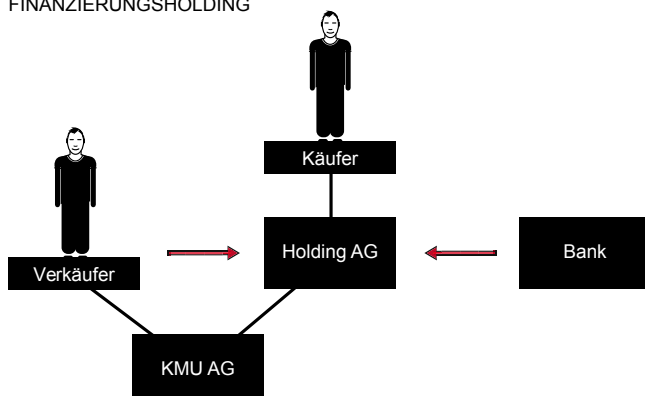 FINANZIERUNGSHOLDING
Käufer
Holding AG
Bank
Verkäufer
KMU AG